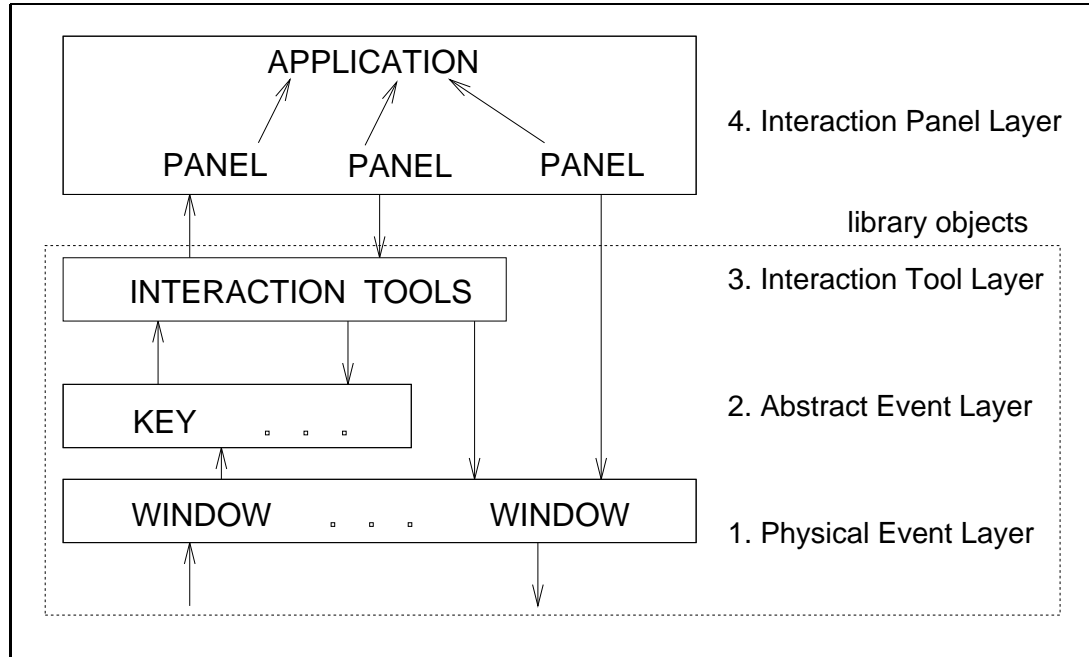 APPLICATION
4. Interaction Panel Layer
PANEL PANEL PANEL
library objects
3. Interaction Tool Layer
INTERACTION TOOLS
2. Abstract Event Layer
KEY . . .
WINDOW . . . WINDOW
1. Physical Event Layer